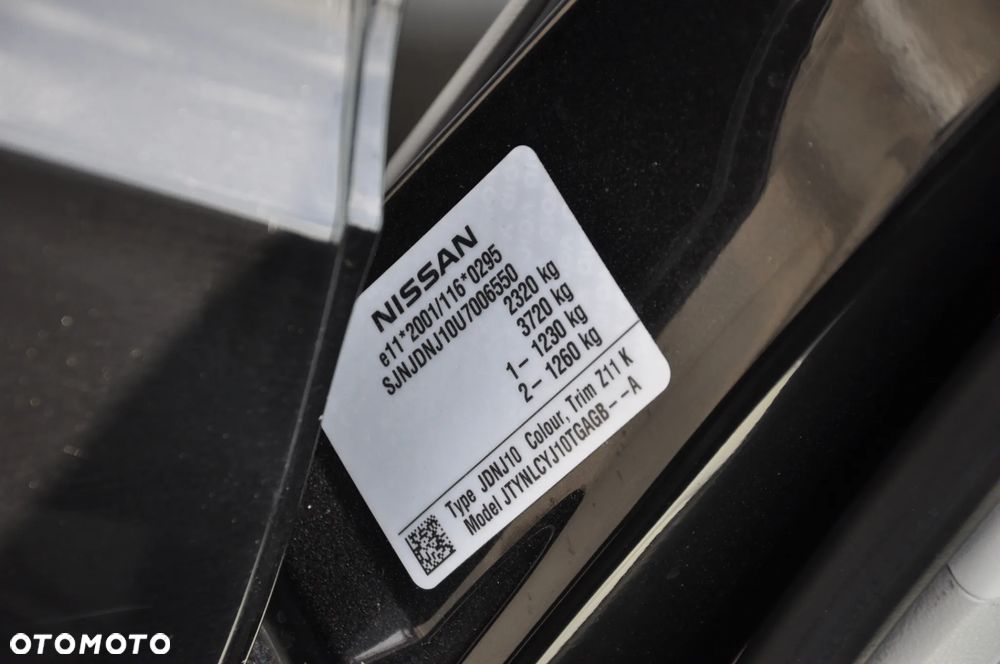 NISSAN
e11*2001/116*0295
SJNJDNJ10U7006550
2320 kg
3720 kg
1– 1230 kg
2– 1260 kg
Type JDNJ10 Colour, Trim Z11 K
Model JTYNLCYJ10TGAGB--A
OTOMOTO